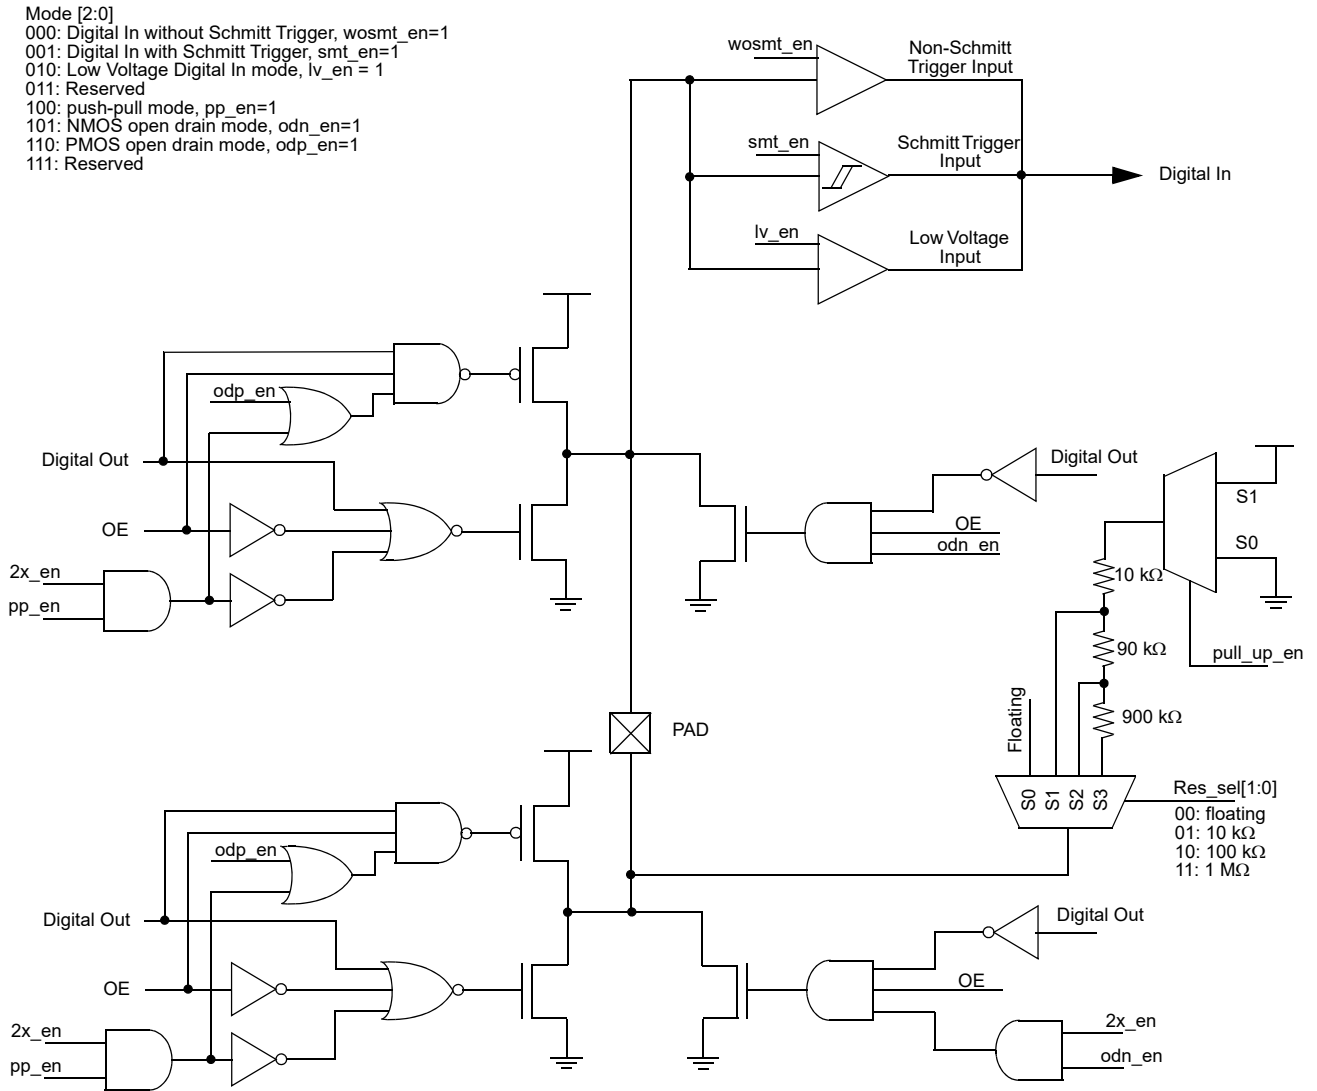 Mode [2:0]
000: Digital In without Schmitt Trigger, wosmt_en=1
001: Digital In with Schmitt Trigger, smt_en=1
010: Low Voltage Digital In mode, lv_en = 1
011: Reserved
100: push-pull mode, pp_en=1
101: NMOS open drain mode, odn_en=1
110: PMOS open drain mode, odp_en=1
111: Reserved
wosmt_en
Non-Schmitt
Trigger Input
smt_en
Schmitt Trigger
Input
Digital In
lv_en
Low Voltage
Input
odp_en
Digital Out
OE
2x_en
pp_en
Digital Out
OE
odn_en
S1
S0
10 kΩ
90 kΩ
900 kΩ
pull_up_en
Floating
PAD
S0
S1
S2
S3
Res_sel[1:0]
00: floating
01: 10 kΩ
10: 100 kΩ
11: 1 MΩ
odp_en
Digital Out
OE
2x_en
pp_en
Digital Out
OE
2x_en
odn_en